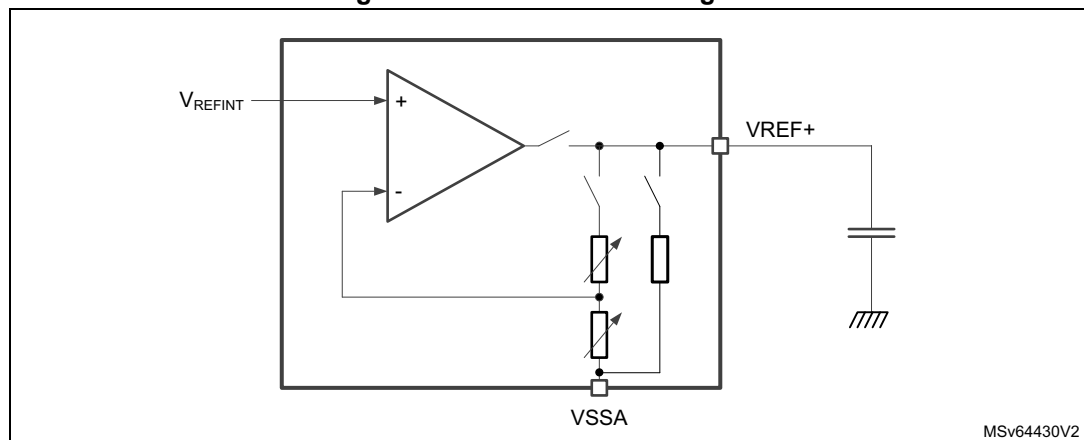 V_REFINT
+
-
VREF+
VSSA
MSv64430V2